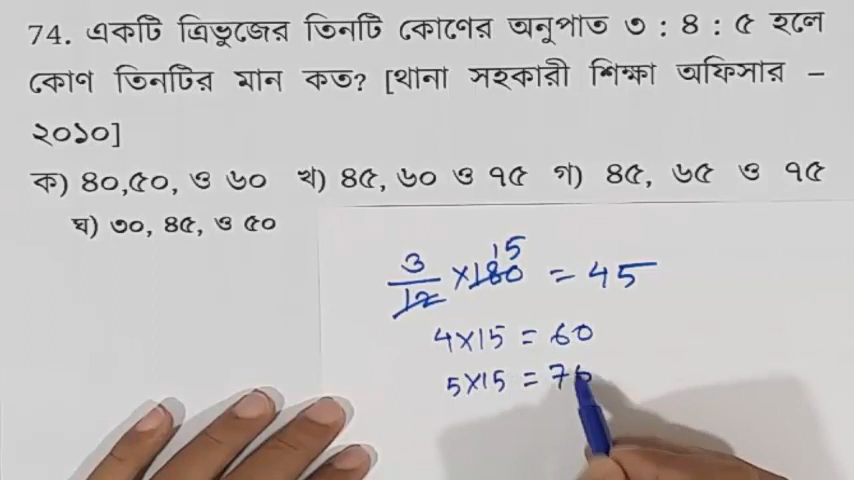 74. একটি ত্রিভুজের তিনটি কোণের অনুপাত ৩ : ৪ : ৫ হলে
কোণ তিনটির মান কত? [থানা সহকারী শিক্ষা অফিসার –
২০১০]
ক) ৪০,৫০, ও ৬০ খ) ৪৫, ৬০ ও ৭৫ গ) ৪৫, ৬৫ ও ৭৫
ঘ) ৩০, ৪৫, ও ৫০
15
3/12 × 180 = 45
4×15 = 60
5×15 = 75